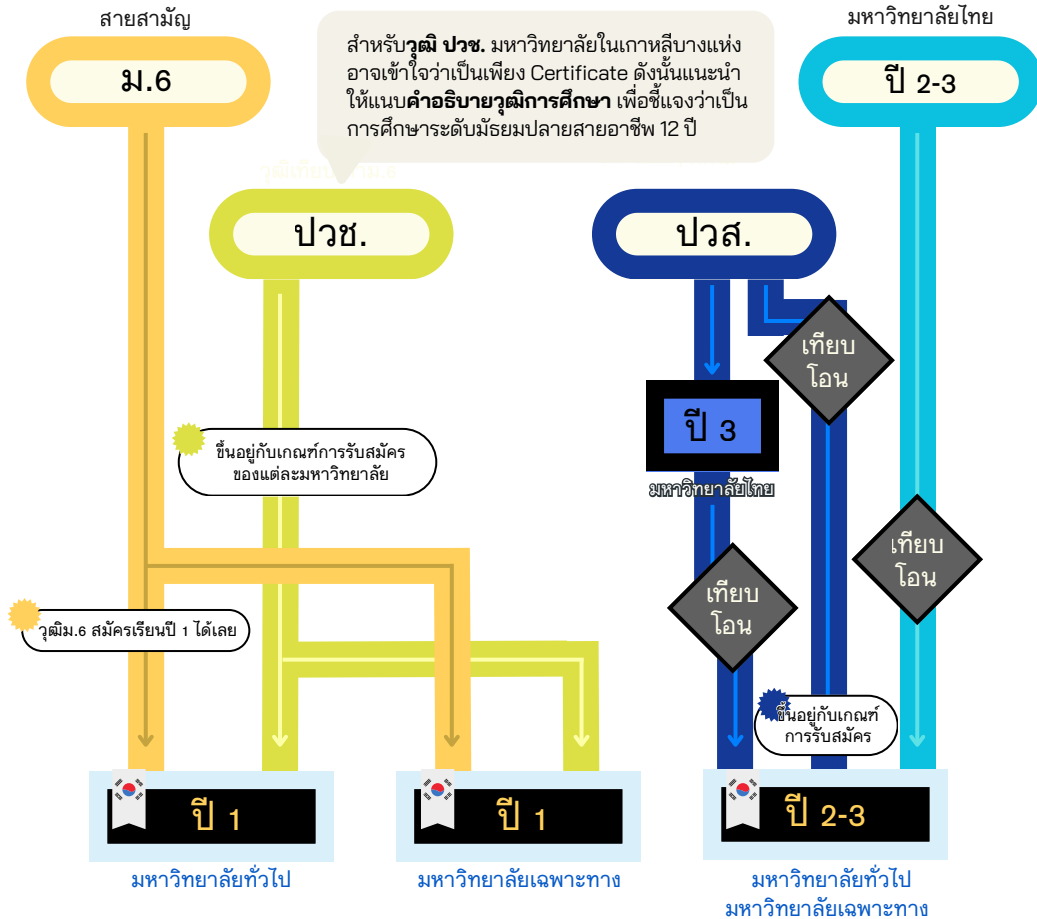 สายสามัญ
มหาวิทยาลัยไทย
ม.6
สำหรับวุฒิ ปวช. มหาวิทยาลัยในเกาหลีบางแห่ง
อาจเข้าใจว่าเป็นเพียง Certificate ดังนั้นแนะนำ
ให้แนบคำอธิบายวุฒิการศึกษา เพื่อชี้แจงว่าเป็น
การศึกษาระดับมัธยมปลายสายอาชีพ 12 ปี
ปี 2-3
ปวช.
ปวส.
เทียบ
โอน
ปี 3
มหาวิทยาลัยไทย
ขึ้นอยู่กับเกณฑ์การรับสมัคร
ของแต่ละมหาวิทยาลัย
เทียบ
โอน
เทียบ
โอน
วุฒิม.6 สมัครเรียนปี 1 ได้เลย
ขึ้นอยู่กับเกณฑ์
การรับสมัคร
ปี 1
ปี 1
ปี 2-3
มหาวิทยาลัยทั่วไป
มหาวิทยาลัยเฉพาะทาง
มหาวิทยาลัยทั่วไป
มหาวิทยาลัยเฉพาะทาง